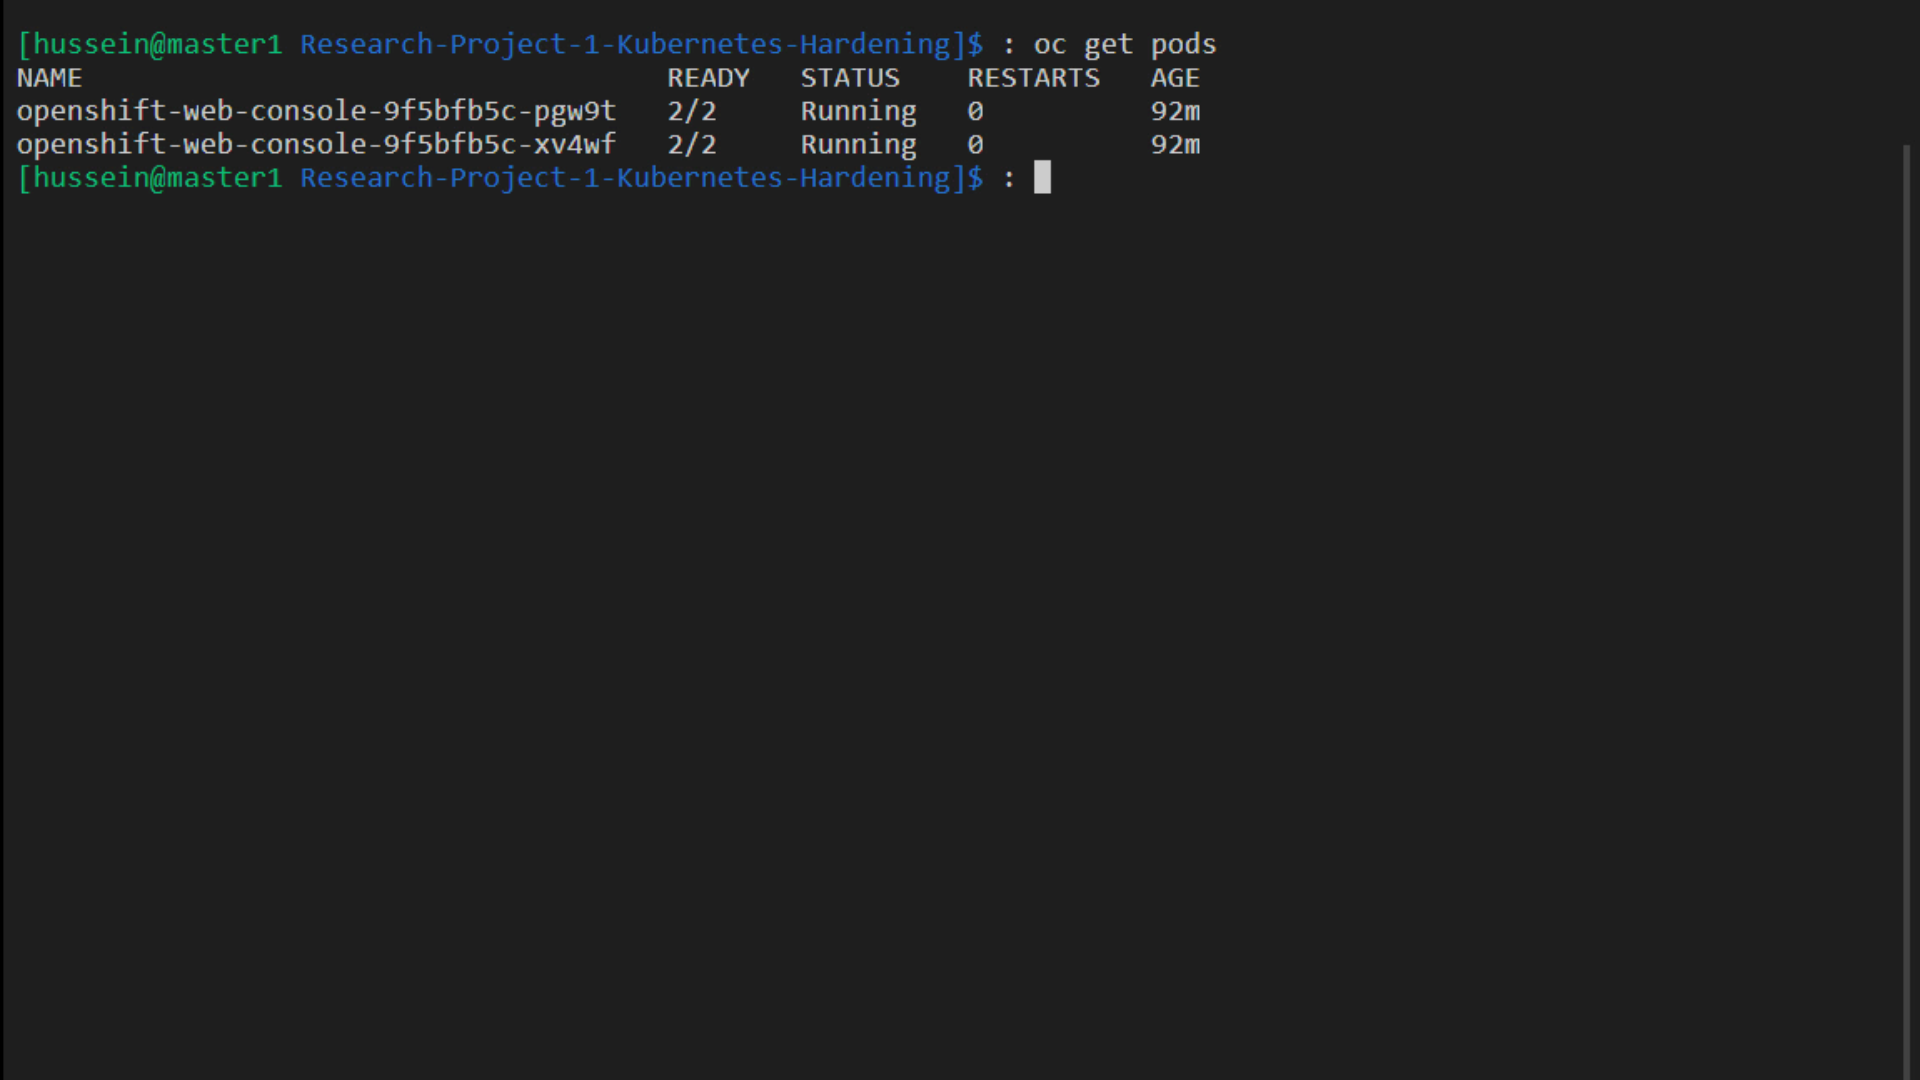 [hussein@master1 Research-Project-1-Kubernetes-Hardening]$ : oc get pods
NAME                                   READY   STATUS    RESTARTS   AGE
openshift-web-console-9f5bfb5c-pgw9t   2/2     Running   0          92m
openshift-web-console-9f5bfb5c-xv4wf   2/2     Running   0          92m
[hussein@master1 Research-Project-1-Kubernetes-Hardening]$ :